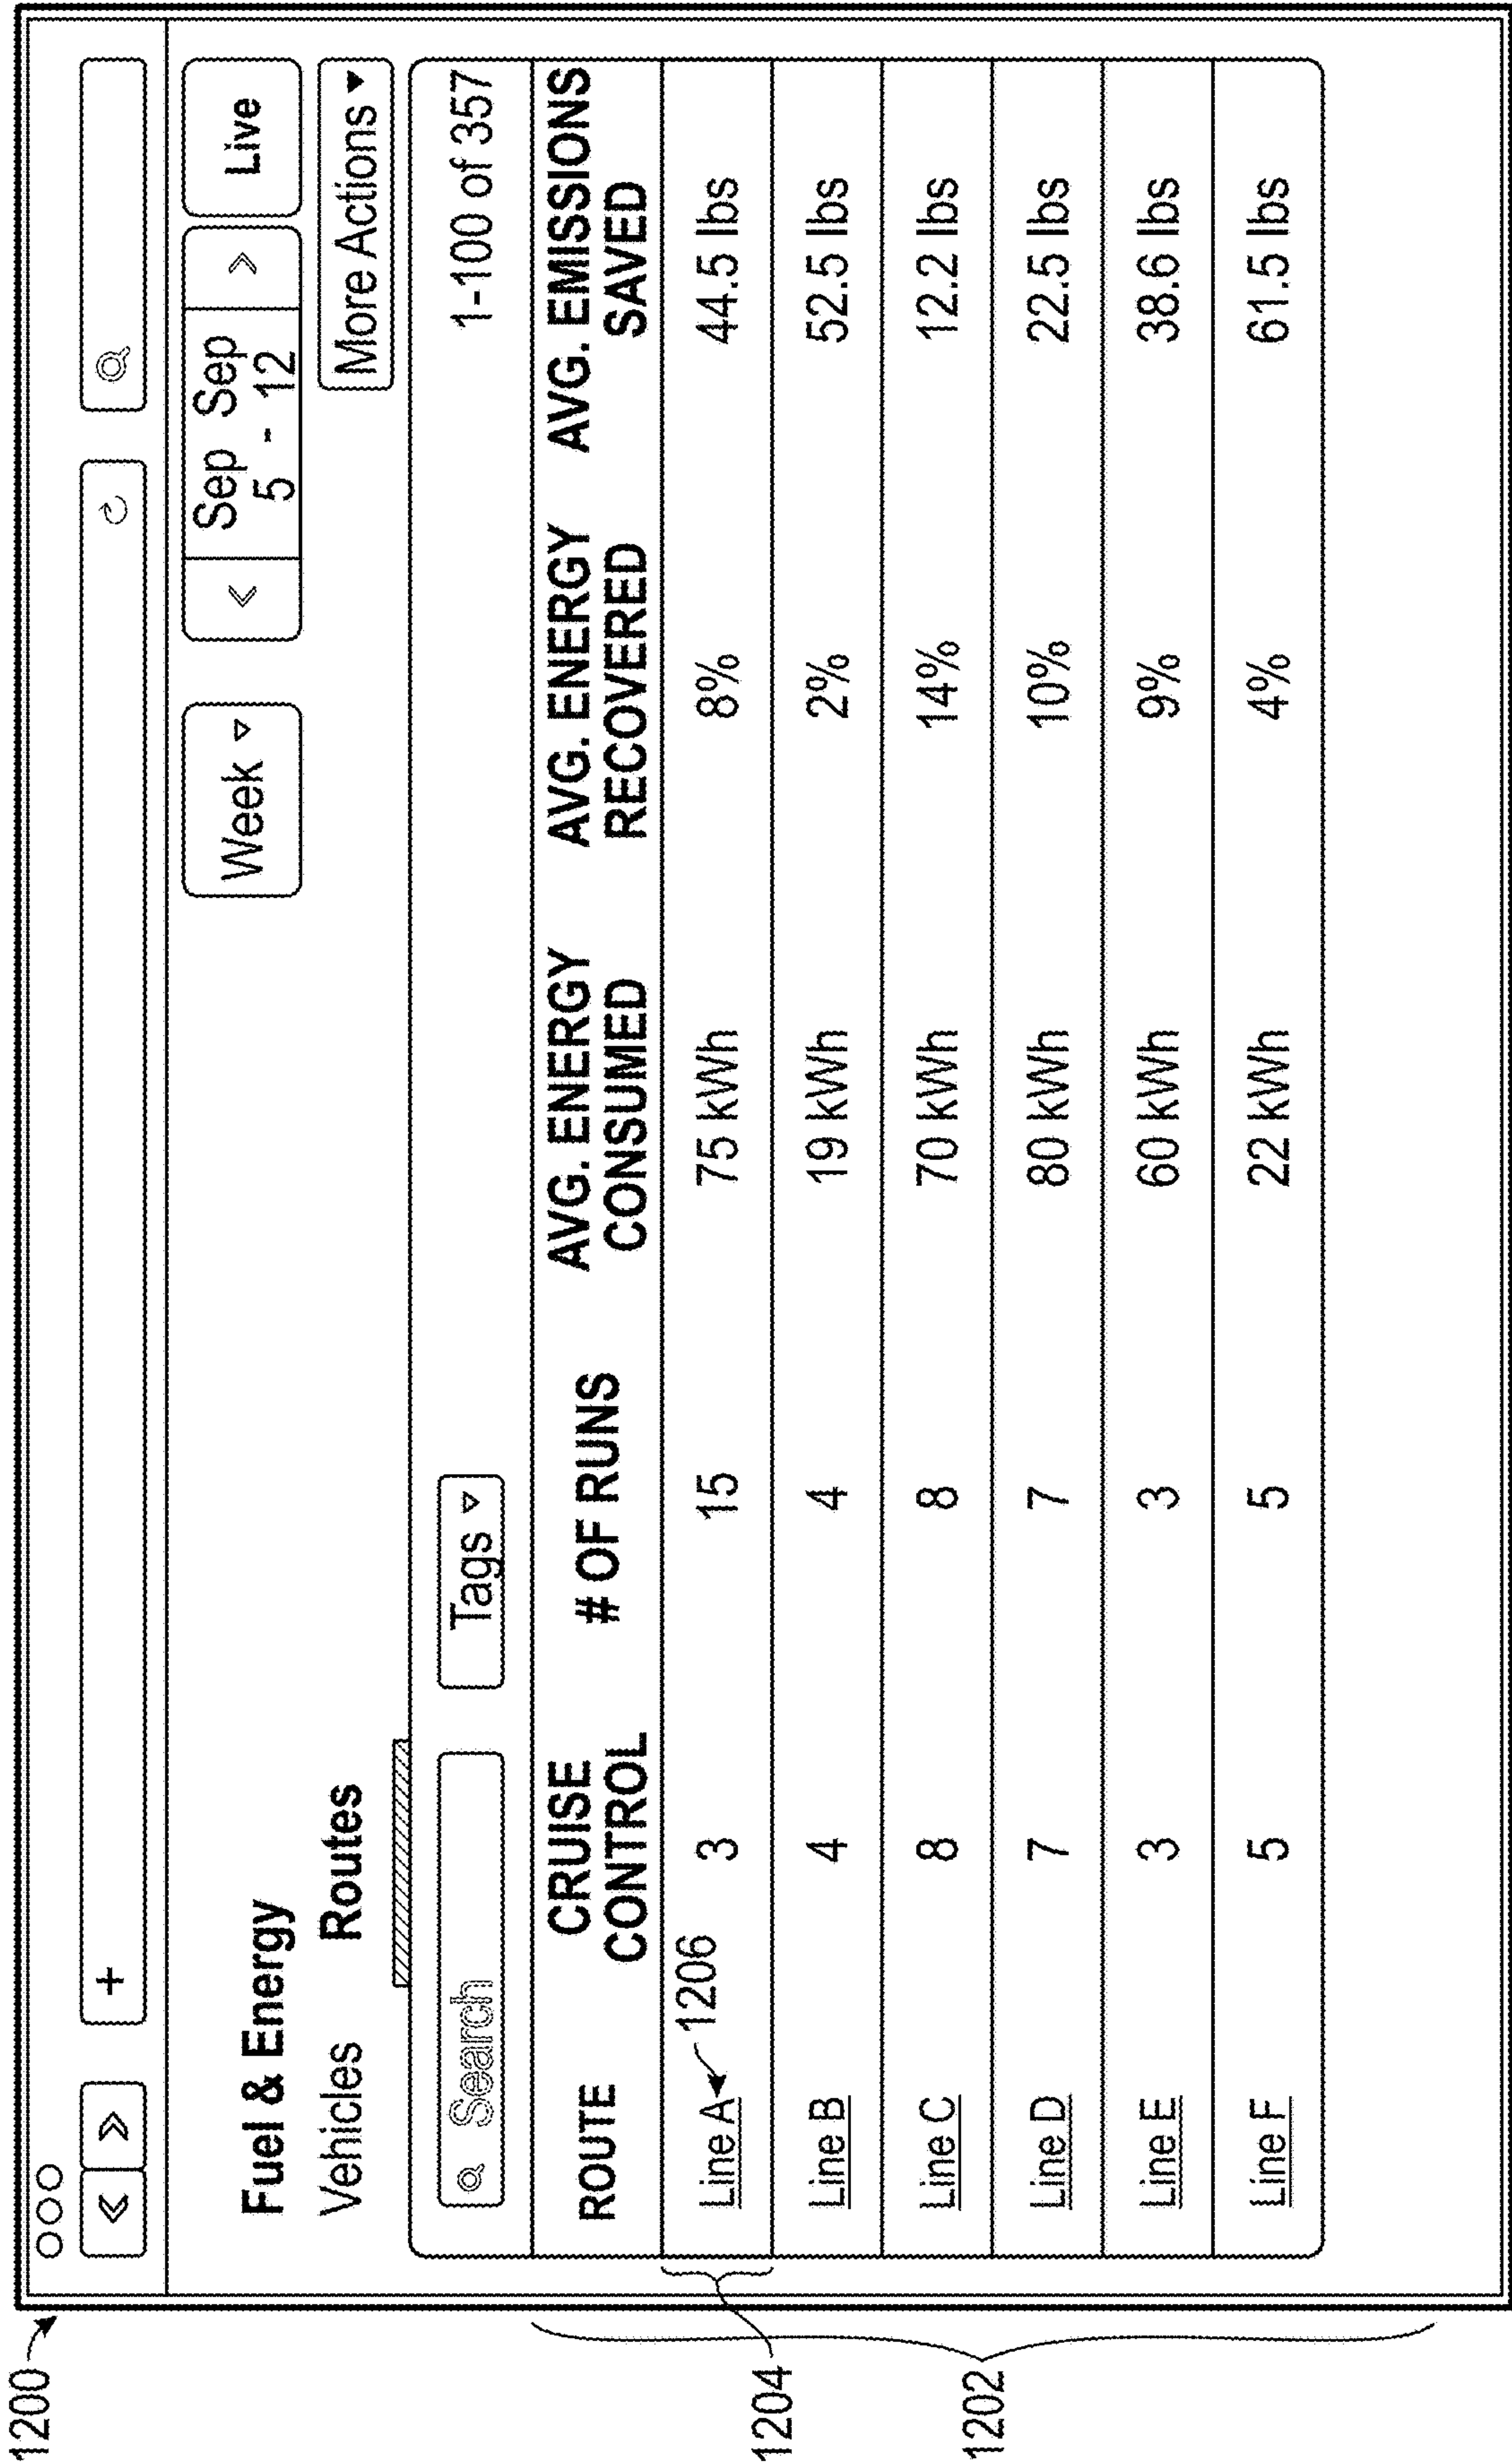 1200
+
Fuel & Energy
Week
Sep Sep
5 - 12
Live
Vehicles Routes
More Actions
Search
Tags
1-100 of 357
ROUTE CRUISE CONTROL # OF RUNS AVG. ENERGY CONSUMED AVG. ENERGY RECOVERED AVG. EMISSIONS SAVED
1206
Line A 3 15 75 kWh 8% 44.5 lbs
Line B 4 4 19 kWh 2% 52.5 lbs
Line C 8 8 70 kWh 14% 12.2 lbs
Line D 7 7 80 kWh 10% 22.5 lbs
Line E 3 3 60 kWh 9% 38.6 lbs
Line F 5 5 22 kWh 4% 61.5 lbs
1204
1202